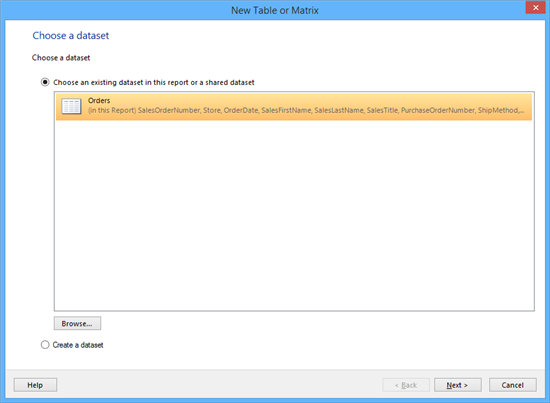 New Table or Matrix
Choose a dataset
Choose a dataset
Choose an existing dataset in this report or a shared dataset
Orders
(in this Report) SalesOrderNumber, Store, OrderDate, SalesFirstName, SalesLastName, SalesTitle, PurchaseOrderNumber, ShipMethod,...
Browse...
Create a dataset
Help
< Back
Next >
Cancel